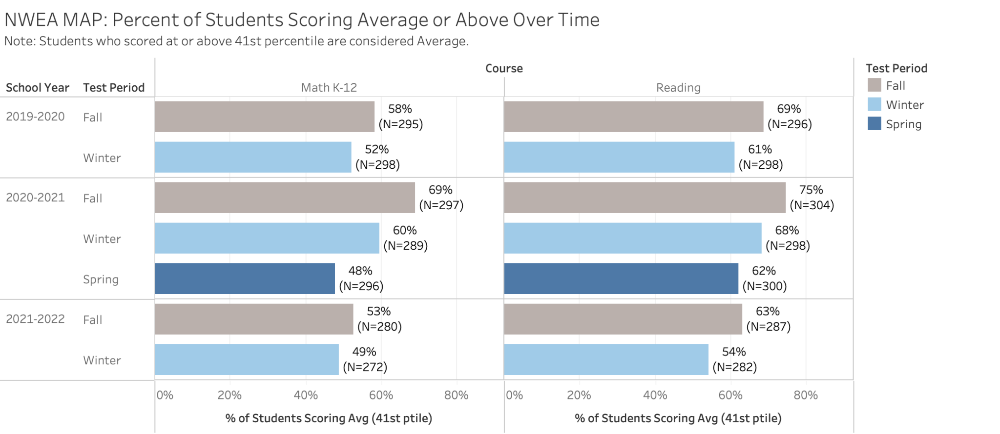 NWEA MAP: Percent of Students Scoring Average or Above Over Time
Note: Students who scored at or above 41st percentile are considered Average.
Course
School Year Test Period Math K-12 Reading
2019-2020 Fall 58% (N=295) 69% (N=296)
Winter 52% (N=298) 61% (N=298)
2020-2021 Fall 69% (N=297) 75% (N=304)
Winter 60% (N=289) 68% (N=298)
Spring 48% (N=296) 62% (N=300)
2021-2022 Fall 53% (N=280) 63% (N=287)
Winter 49% (N=272) 54% (N=282)
0% 20% 40% 60% 80% 0% 20% 40% 60% 80%
% of Students Scoring Avg (41st ptile) % of Students Scoring Avg (41st ptile)
Test Period
Fall
Winter
Spring